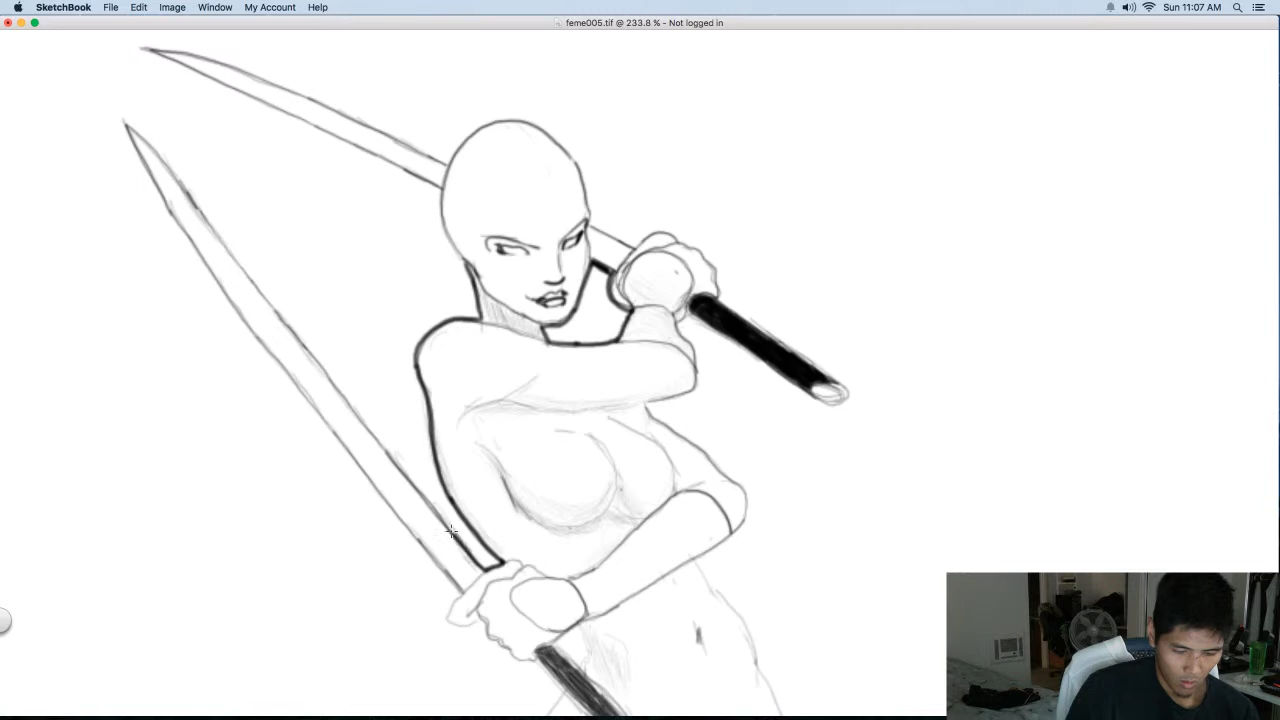 SketchBook File Edit Image Window My Account Help Sun 11:07 AM
feme005.tif @ 233.8 % - Not logged in